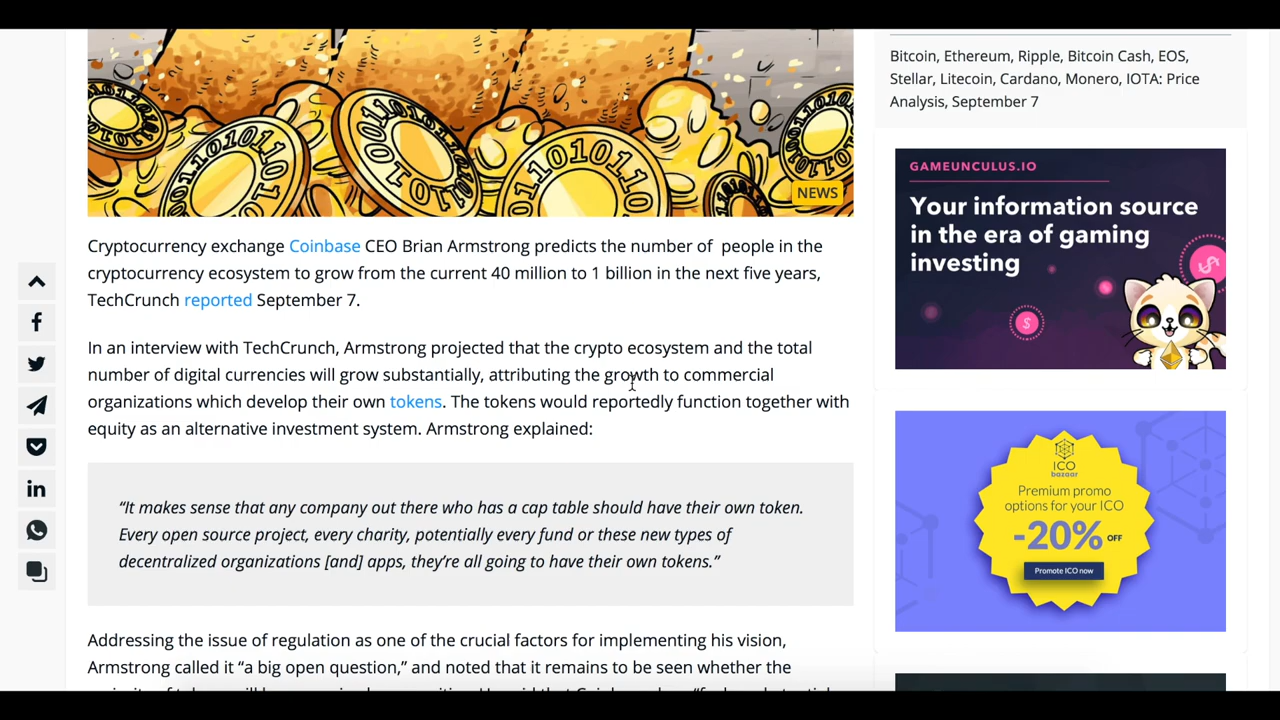 NEWS
Cryptocurrency exchange Coinbase CEO Brian Armstrong predicts the number of  people in the
cryptocurrency ecosystem to grow from the current 40 million to 1 billion in the next five years,
TechCrunch reported September 7.
In an interview with TechCrunch, Armstrong projected that the crypto ecosystem and the total
number of digital currencies will grow substantially, attributing the growth to commercial
organizations which develop their own tokens. The tokens would reportedly function together with
equity as an alternative investment system. Armstrong explained:
“It makes sense that any company out there who has a cap table should have their own token.
Every open source project, every charity, potentially every fund or these new types of
decentralized organizations [and] apps, they’re all going to have their own tokens.”
Addressing the issue of regulation as one of the crucial factors for implementing his vision,
Armstrong called it “a big open question,” and noted that it remains to be seen whether the
Bitcoin, Ethereum, Ripple, Bitcoin Cash, EOS,
Stellar, Litecoin, Cardano, Monero, IOTA: Price
Analysis, September 7
GAMEUNCULUS.IO
Your information source
in the era of gaming
investing
ICO
bazaar
Premium promo
options for your ICO
-20% OFF
Promote ICO now